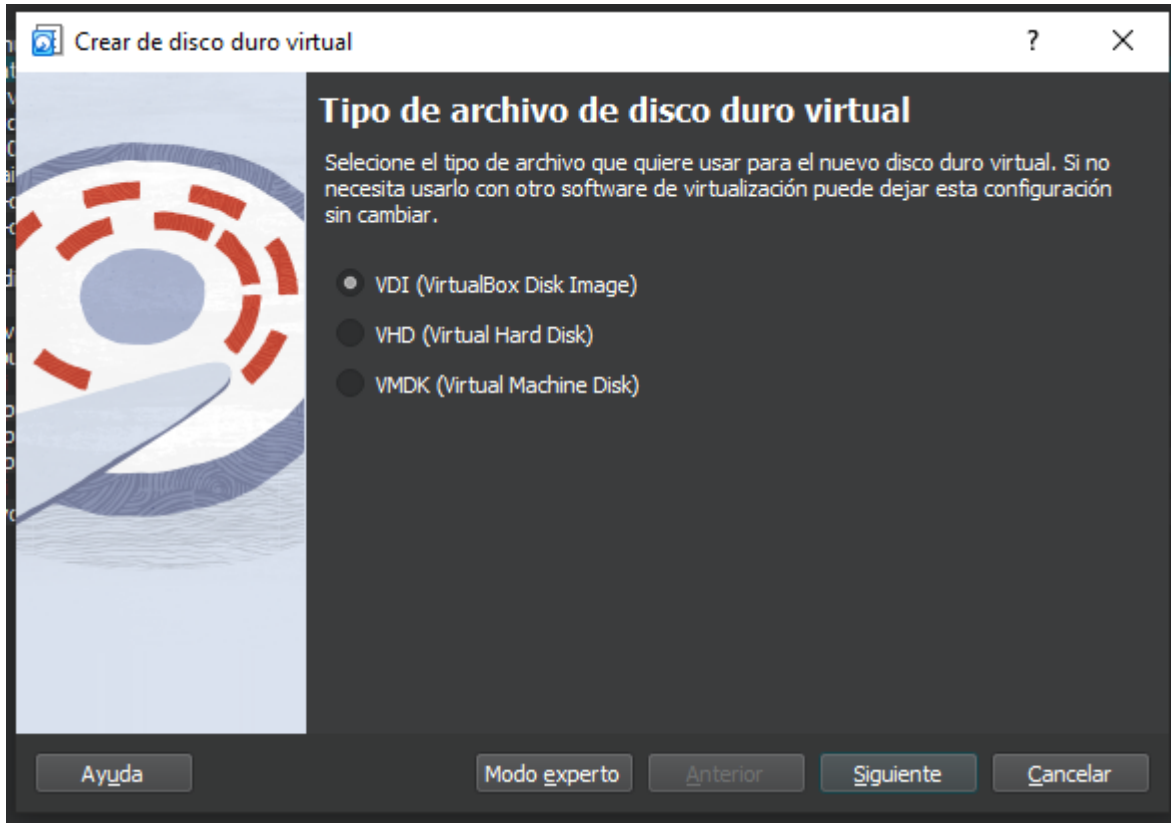 Crear de disco duro virtual
?
Tipo de archivo de disco duro virtual
Selecione el tipo de archivo que quiere usar para el nuevo disco duro virtual. Si no
necesita usarlo con otro software de virtualización puede dejar esta configuración
sin cambiar.
VDI (VirtualBox Disk Image)
VHD (Virtual Hard Disk)
VMDK (Virtual Machine Disk)
Ayuda
Modo experto
Anterior
Siguiente
Cancelar